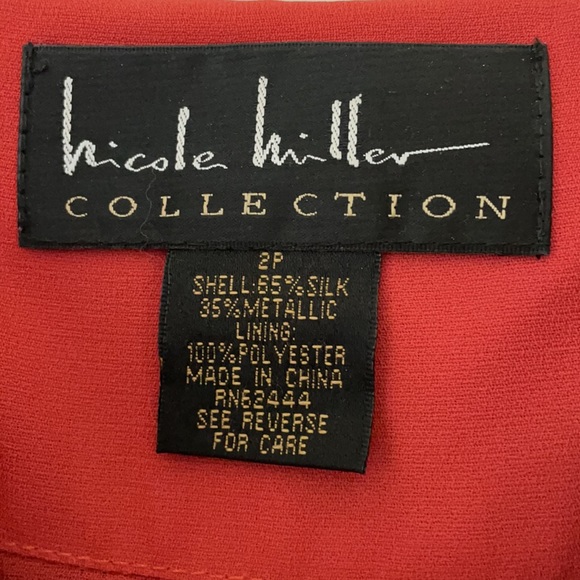 nicole miller
COLLECTION
2P
SHELL:65%SILK
35%METALLIC
LINING:
100%POLYESTER
MADE IN CHINA
RN62444
SEE REVERSE
FOR CARE